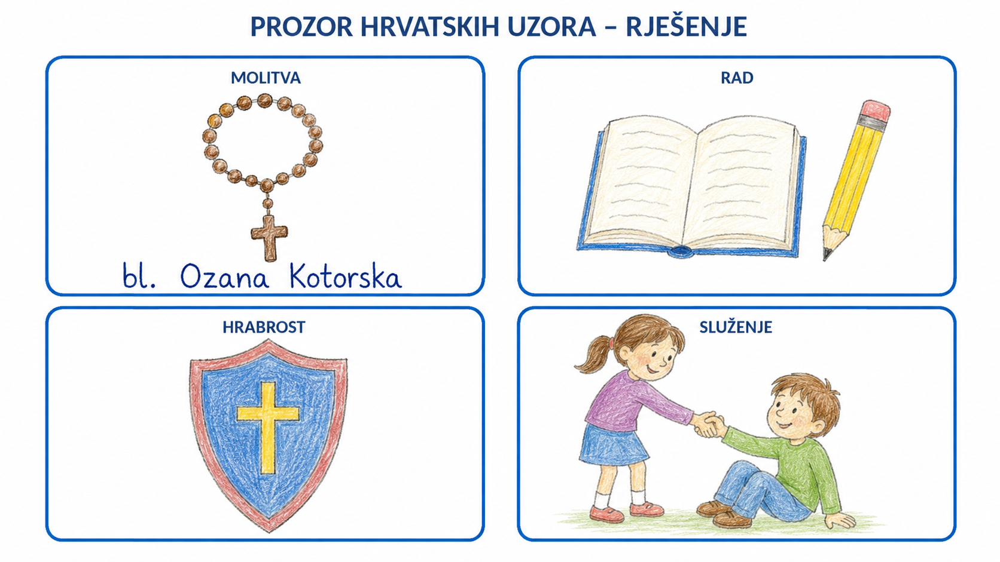 PROZOR HRVATSKIH UZORA – RJEŠENJE
MOLITVA
bl. Ozana Kotorska
RAD
HRABROST
SLUŽENJE